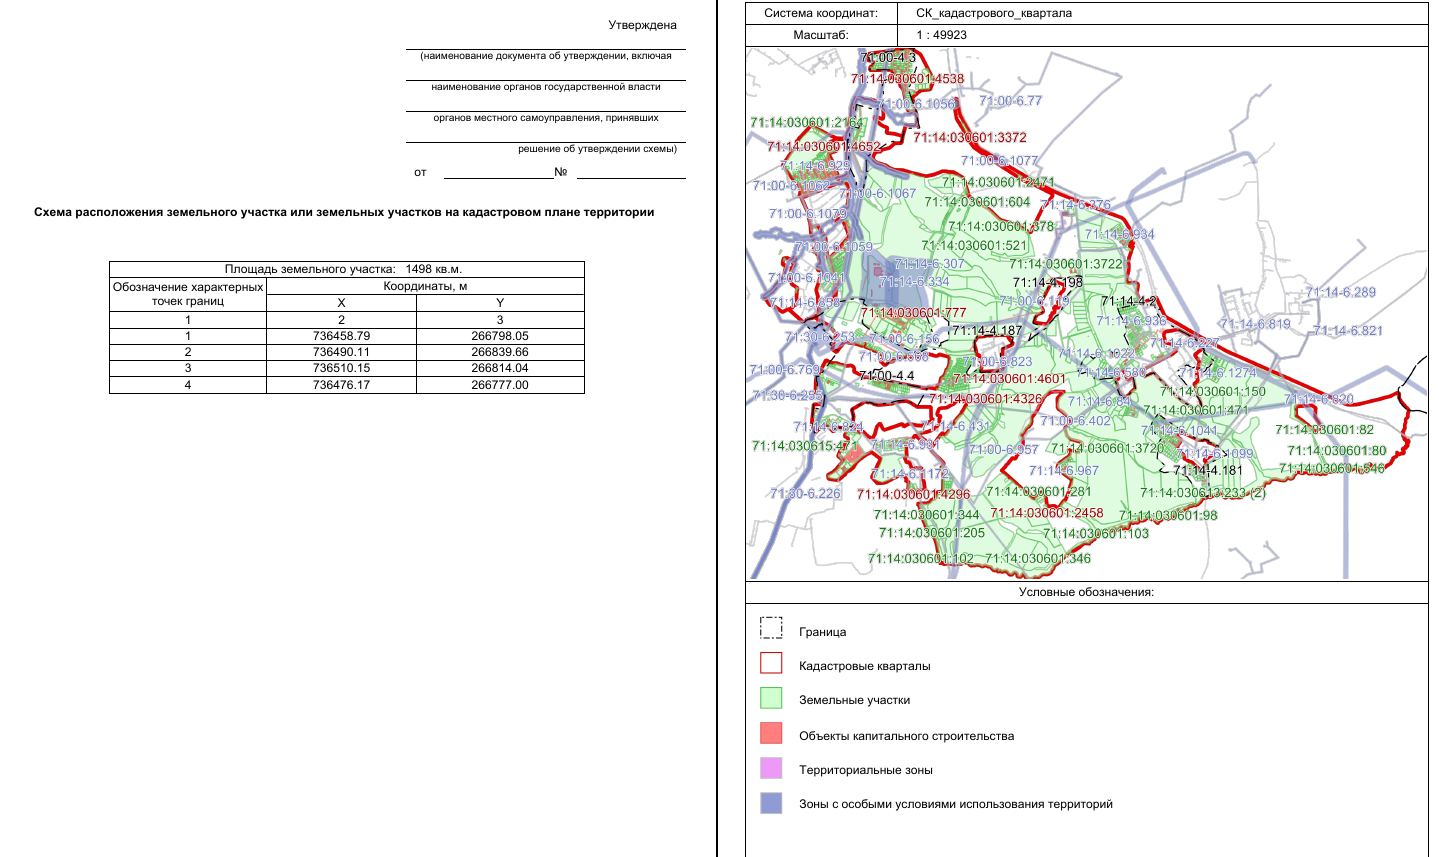 Утверждена
(наименование документа об утверждении, включая
наименование органов государственной власти
органов местного самоуправления, принявших
решение об утверждении схемы)
от №
Схема расположения земельного участка или земельных участков на кадастровом плане территории
Площадь земельного участка: 1498 кв.м.
Обозначение характерных точек границ
Координаты, м
X Y
1 2 3
1 736458.79 266798.05
2 736490.11 266839.66
3 736510.15 266814.04
4 736476.17 266777.00
Система координат: СК_кадастрового_квартала
Масштаб: 1 : 49923
71:00-4.3
71:14:030601:4538
71:00-6.1056
71:00-6.77
71:14:030601:2164
71:14:030601:3372
71:14:030601:4652
71:00-6.1077
71:14-6.929
71:14:030601:2471
71:00-6.1062
71:00-6.1067
71:14:030601:604
71:14-6.376
71:00-6.1079
71:14:030601:378
71:14-6.934
71:00-6.1059
71:14:030601:521
71:14-6.307
71:14:030601:3722
71:00-6.1041
71:14-6.334
71:14-4.198
71:14-6.289
71:14-6.858
71:00-6.119
71:14-4.2
71:14:030601:777
71:14-6.936
71:14-6.819
71:14-4.187
71:14-6.821
71:30-6.253
71:00-6.156
71:14-6.227
71:14-6.1022
71:00-6.823
71:00-6.769
71:00-4.4
71:14-6.580
71:14-6.1274
71:14:030601:4601
71:14:030601:150
71:30-6.255
71:14:030601:4326
71:14-6.820
71:14:030601:471
71:00-6.402
71:14-6.824
71:14-6.431
71:14-6.1041
71:14:030601:82
71:14:030615:471
71:14-6.991
71:00-6.957
71:14:030601:3720
71:14-6.1099
71:14:030601:80
71:14-6.1172
71:14-6.967
71:14-4.181
71:14:030601:546
71:30-6.226
71:14:030601:4296
71:14:030601:281
71:14:030613:233 (2)
71:14:030601:344
71:14:030601:2458
71:14:030601:98
71:14:030601:205
71:14:030601:103
71:14:030601:102
71:14:030601:346
Условные обозначения:
Граница
Кадастровые кварталы
Земельные участки
Объекты капитального строительства
Территориальные зоны
Зоны с особыми условиями использования территорий